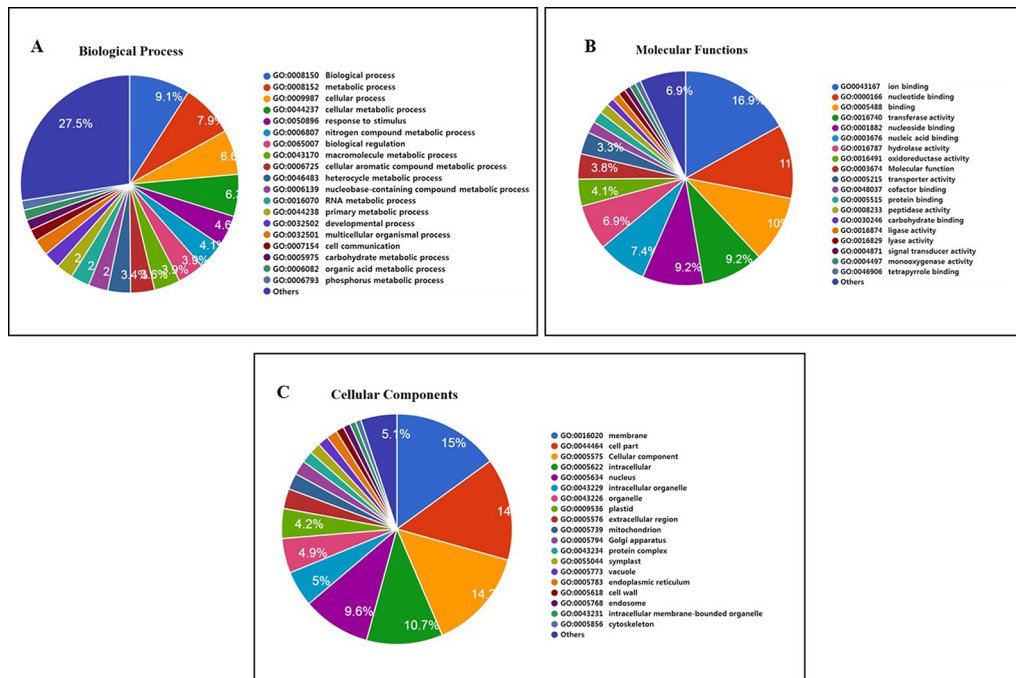 A
Biological Process
9.1%
7.9%
6.6
6.3
4.6
4.1%
3.9%
3.9%
3.6%
3.4%
2
2
2
27.5%
GO:0008150 Biological process
GO:0008152 metabolic process
GO:0009987 cellular process
GO:0044237 cellular metabolic process
GO:0050896 response to stimulus
GO:0006807 nitrogen compound metabolic process
GO:0065007 biological regulation
GO:0043170 macromolecule metabolic process
GO:0006725 cellular aromatic compound metabolic process
GO:0046483 heterocycle metabolic process
GO:0006139 nucleobase-containing compound metabolic process
GO:0016070 RNA metabolic process
GO:0044238 primary metabolic process
GO:0032502 developmental process
GO:0032501 multicellular organismal process
GO:0007154 cell communication
GO:0005975 carbohydrate metabolic process
GO:0006082 organic acid metabolic process
GO:0006793 phosphorus metabolic process
Others
B
Molecular Functions
16.9%
11
10%
9.2%
9.2%
7.4%
6.9%
4.1%
3.8%
3.3%
6.9%
GO0043167 ion binding
GO:0000166 nucleotide binding
GO:0005488 binding
GO:0016740 transferase activity
GO:0001882 nucleoside binding
GO:0003676 nucleic acid binding
GO:0016787 hydrolase activity
GO:0016491 oxidoreductase activity
GO:0003674 Molecular function
GO:0005215 transporter activity
GO:0048037 cofactor binding
GO:0005515 protein binding
GO:0008233 peptidase activity
GO:0030246 carbohydrate binding
GO:0016874 ligase activity
GO:0016829 lyase activity
GO:0004871 signal transducer activity
GO:0004497 monooxygenase activity
GO:0046906 tetrapyrrole binding
Others
C
Cellular Components
15%
14
14.2
10.7%
9.6%
5%
4.9%
4.2%
5.1%
GO:0016020 membrane
GO:0044464 cell part
GO:0005575 Cellular component
GO:0005622 intracellular
GO:0005634 nucleus
GO:0043229 intracellular organelle
GO:0043226 organelle
GO:0009536 plastid
GO:0005576 extracellular region
GO:0005739 mitochondrion
GO:0005794 Golgi apparatus
GO:0043234 protein complex
GO:0055044 symplast
GO:0005773 vacuole
GO:0005783 endoplasmic reticulum
GO:0005618 cell wall
GO:0005768 endosome
GO:0043231 intracellular membrane-bounded organelle
GO:0005856 cytoskeleton
Others